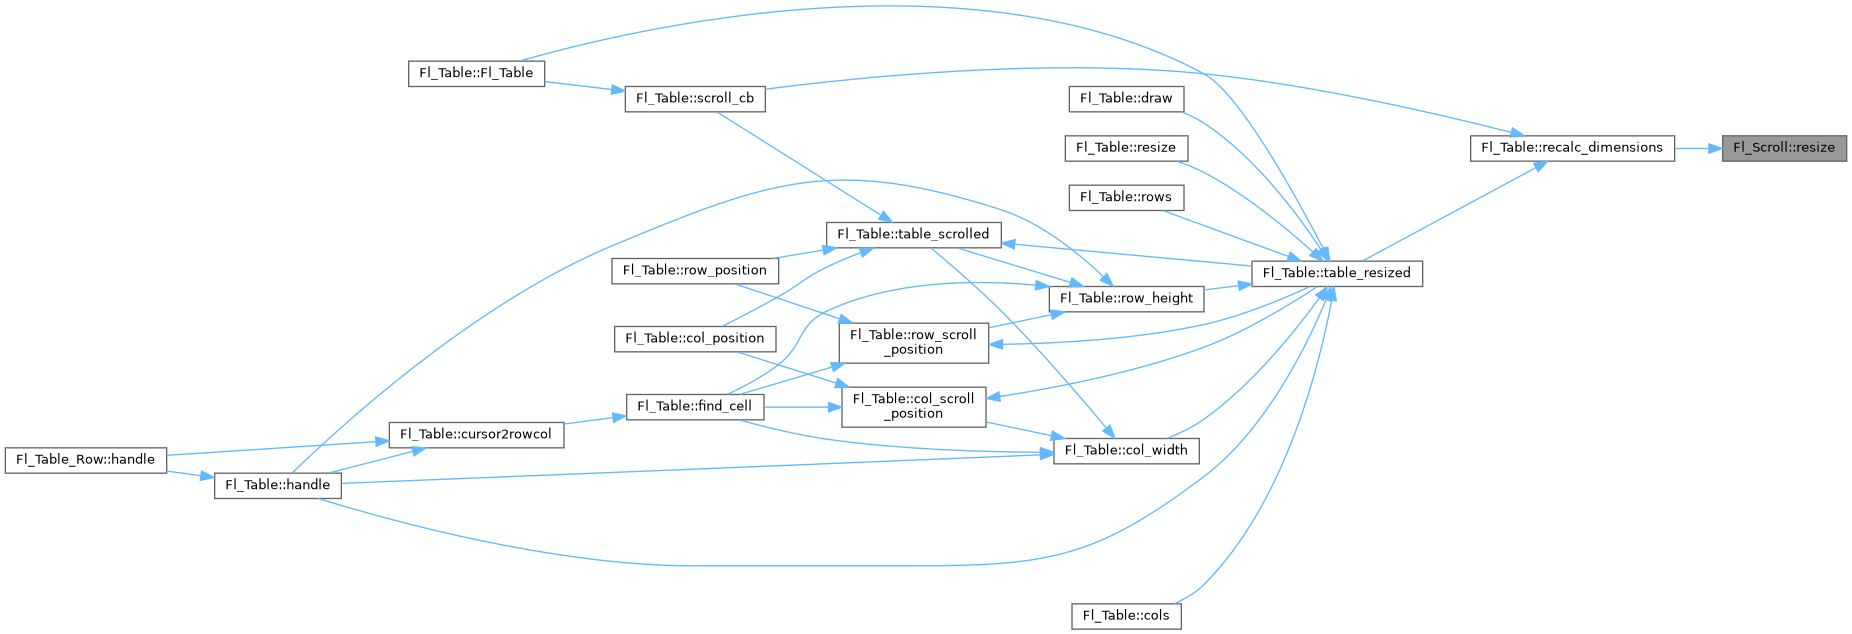 Fl_Table::Fl_Table
Fl_Table::scroll_cb
Fl_Table::draw
Fl_Table::resize
Fl_Table::recalc_dimensions
Fl_Scroll::resize
Fl_Table::rows
Fl_Table::table_scrolled
Fl_Table::row_position
Fl_Table::table_resized
Fl_Table::row_height
Fl_Table::col_position
Fl_Table::row_scroll
_position
Fl_Table::col_scroll
_position
Fl_Table::find_cell
Fl_Table::cursor2rowcol
Fl_Table::col_width
Fl_Table_Row::handle
Fl_Table::handle
Fl_Table::cols